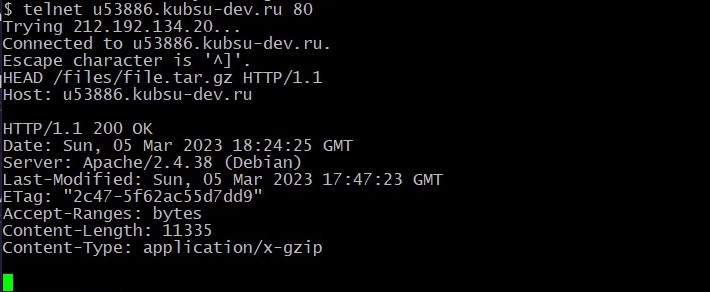 $ telnet u53886.kubsu-dev.ru 80
Trying 212.192.134.20...
Connected to u53886.kubsu-dev.ru.
Escape character is '^]'.
HEAD /files/file.tar.gz HTTP/1.1
Host: u53886.kubsu-dev.ru

HTTP/1.1 200 OK
Date: Sun, 05 Mar 2023 18:24:25 GMT
Server: Apache/2.4.38 (Debian)
Last-Modified: Sun, 05 Mar 2023 17:47:23 GMT
ETag: "2c47-5f62ac55d7dd9"
Accept-Ranges: bytes
Content-Length: 11335
Content-Type: application/x-gzip